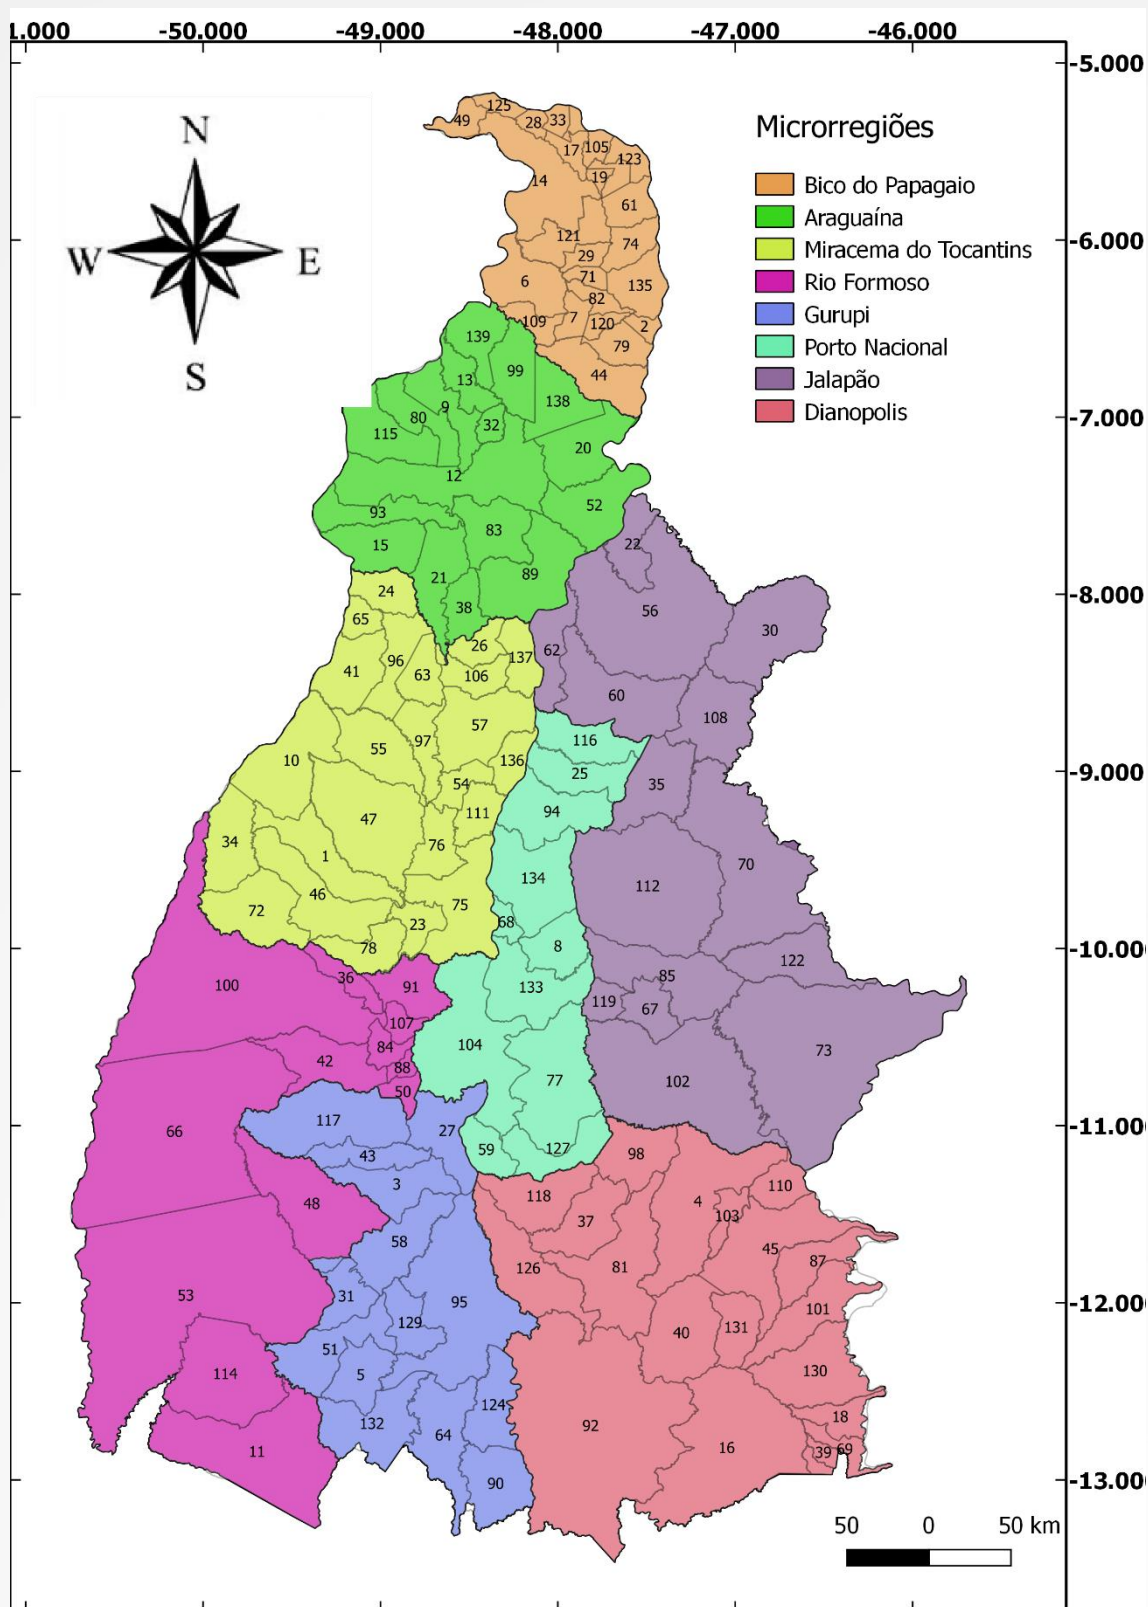 1.000 -50.000 -49.000 -48.000 -47.000 -46.000
-5.000
N
W E
S
Microrregiões
Bico do Papagaio
Araguaína
Miracema do Tocantins
Rio Formoso
Gurupi
Porto Nacional
Jalapão
Dianopolis
125
49 28 33
17 105 123
14 19
61
-6.000
121 74
29
6 71 135
82
109 7 120 2
139 79
99 44
13
9 138
80 32
115
-7.000
20
12
93 52
83
15 22
21 89
24 38
-8.000
56
65 30
26
96 137 62
41 63 106
60
57 108
97 116
55
10 136 25
-9.000
54 35
111 94
47
34 76
1 70
134 112
46
72 75
23 68
78 8
-10.00
122
36 85
100 91 133
119 67
107
84 104 73
42 88
50 77 102
-11.000
117
66 27
43 59 127
98
3 110
118
48 4
103
37
58 45
87
126 81
53 31 95
101
-12.000
129
131
40
51
114 5 130
124
132 18
64 92
11 16 39 69
90
-13.00
50 0 50 km